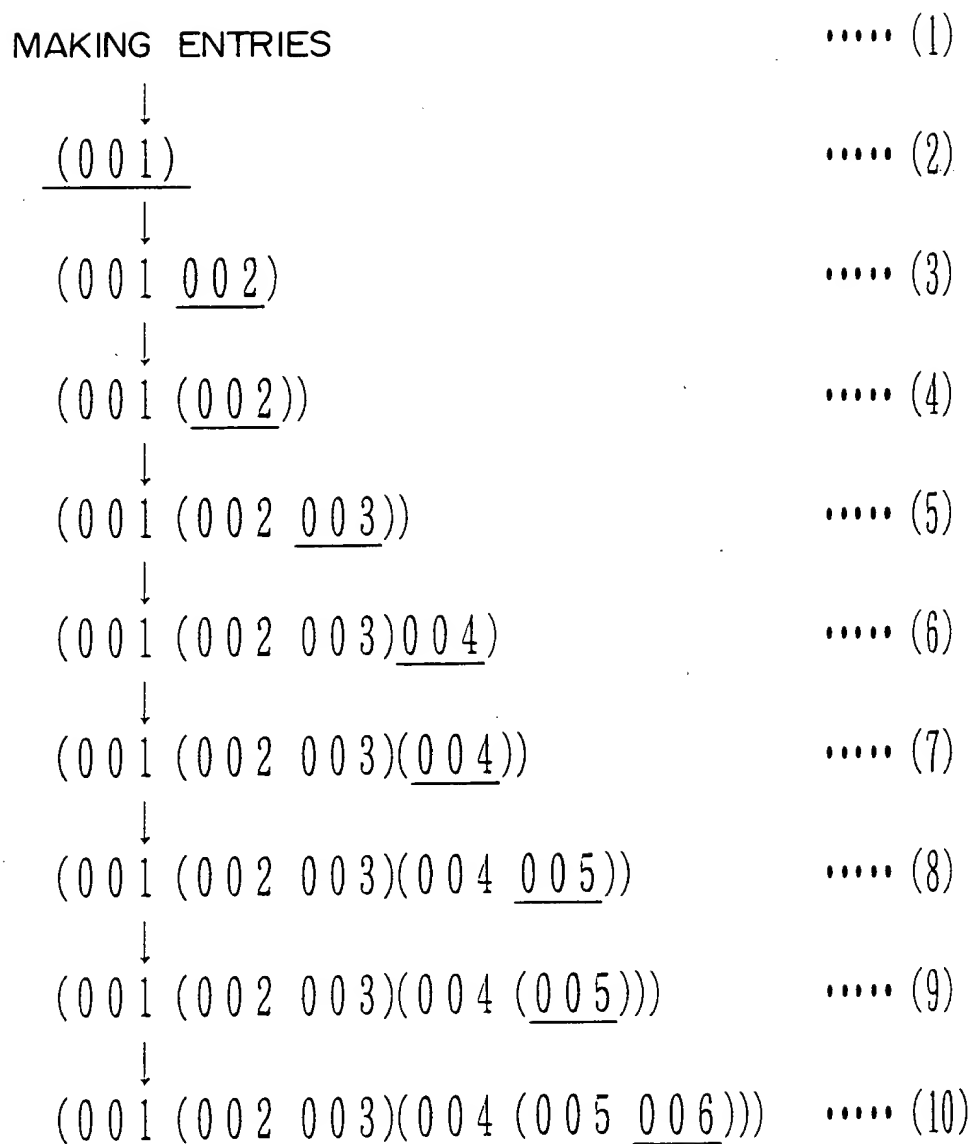 MAKING ENTRIES ····· (1)
(001) ····· (2)
(001 002) ····· (3)
(001 (002)) ····· (4)
(001 (002 003)) ····· (5)
(001 (002 003)004) ····· (6)
(001 (002 003)(004)) ····· (7)
(001 (002 003)(004 005)) ····· (8)
(001 (002 003)(004 (005))) ····· (9)
(001 (002 003)(004 (005 006))) ····· (10)